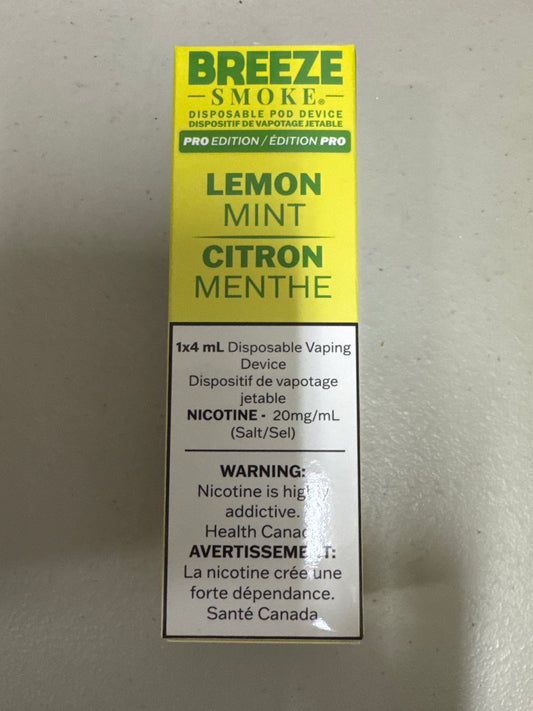 BREEZE
SMOKE®
DISPOSABLE POD DEVICE
DISPOSITIF DE VAPOTAGE JETABLE
PRO EDITION / ÉDITION PRO
LEMON
MINT
CITRON
MENTHE
1x4 mL Disposable Vaping
Device
Dispositif de vapotage
jetable
NICOTINE - 20mg/mL
(Salt/Sel)
WARNING:
Nicotine is highly
addictive.
Health Canada
AVERTISSEMENT:
La nicotine crée une
forte dépendance.
Santé Canada